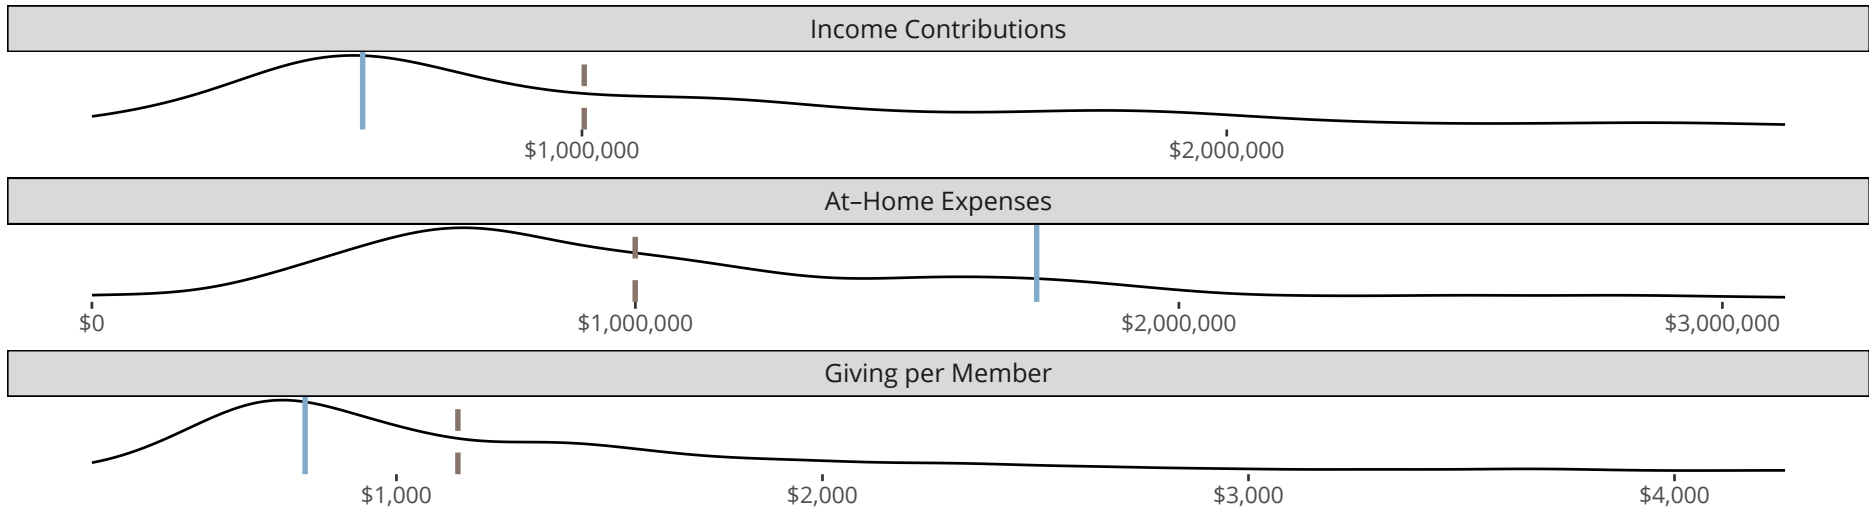 Income Contributions
$1,000,000 $2,000,000
At–Home Expenses
$0 $1,000,000 $2,000,000 $3,000,000
Giving per Member
$1,000 $2,000 $3,000 $4,000